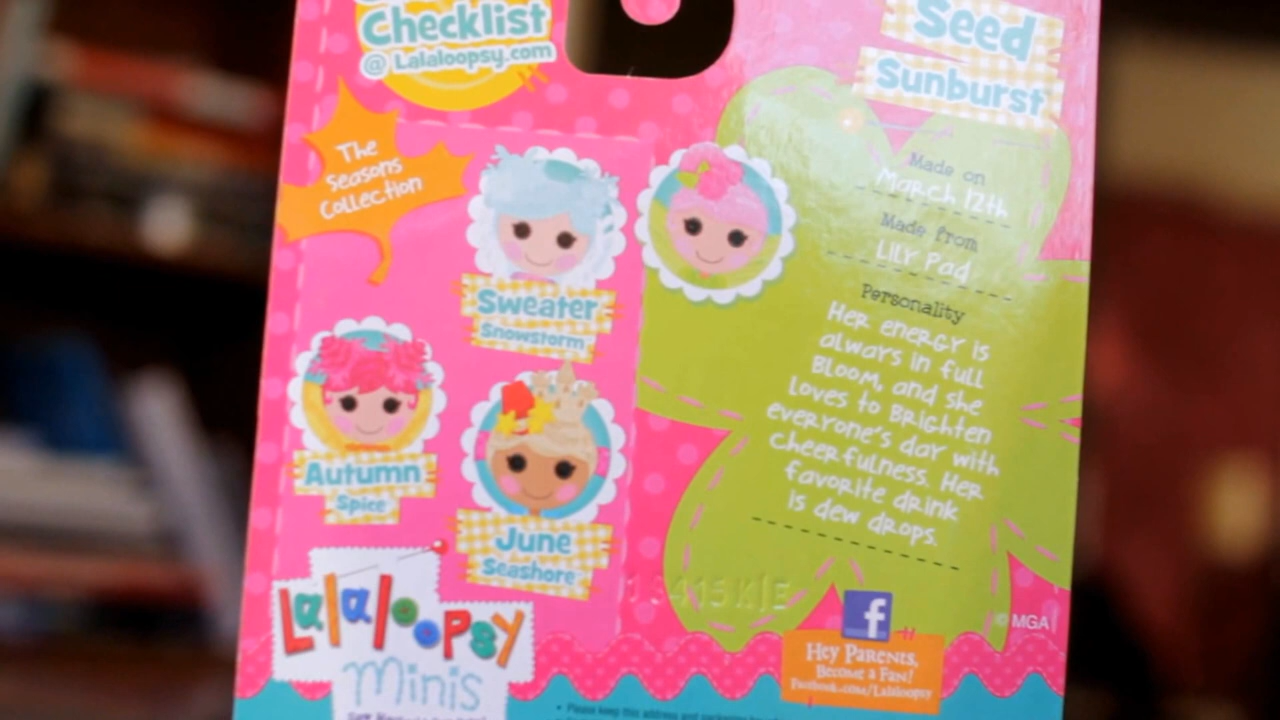 Checklist
@ Lalaloopsy.com
The
Seasons
Collection
Sweater
Snowstorm
Autumn
Spice
June
Seashore
Lalaloopsy
Minis
Seed
Sunburst
Made on
March 12th
Made from
Lily Pad
Personality
Her energy is
always in full
bloom, and she
loves to brighten
everyone's day with
cheerfulness. Her
favorite drink
is dew drops.
© MGA
f
Hey Parents,
Become a Fan!
Facebook.com/Lalaloopsy